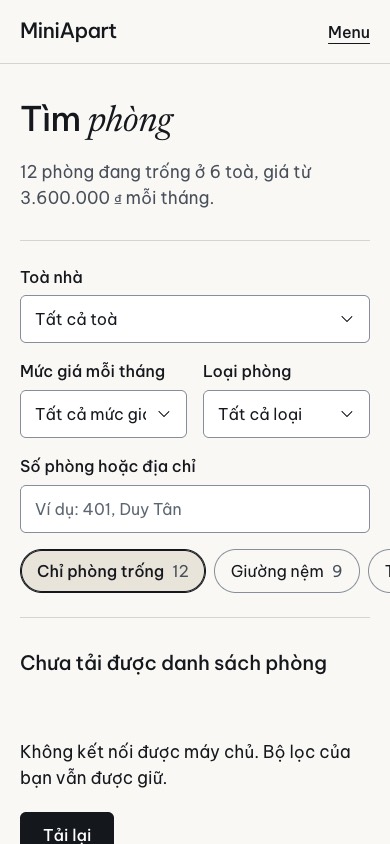 MiniApart
Menu
Tìm phòng
12 phòng đang trống ở 6 toà, giá từ
3.600.000 ₫ mỗi tháng.
Toà nhà
Tất cả toà
Mức giá mỗi tháng
Loại phòng
Tất cả mức giá
Tất cả loại
Số phòng hoặc địa chỉ
Ví dụ: 401, Duy Tân
Chỉ phòng trống 12
Giường nệm 9
Chưa tải được danh sách phòng
Không kết nối được máy chủ. Bộ lọc của
bạn vẫn được giữ.
Tải lại